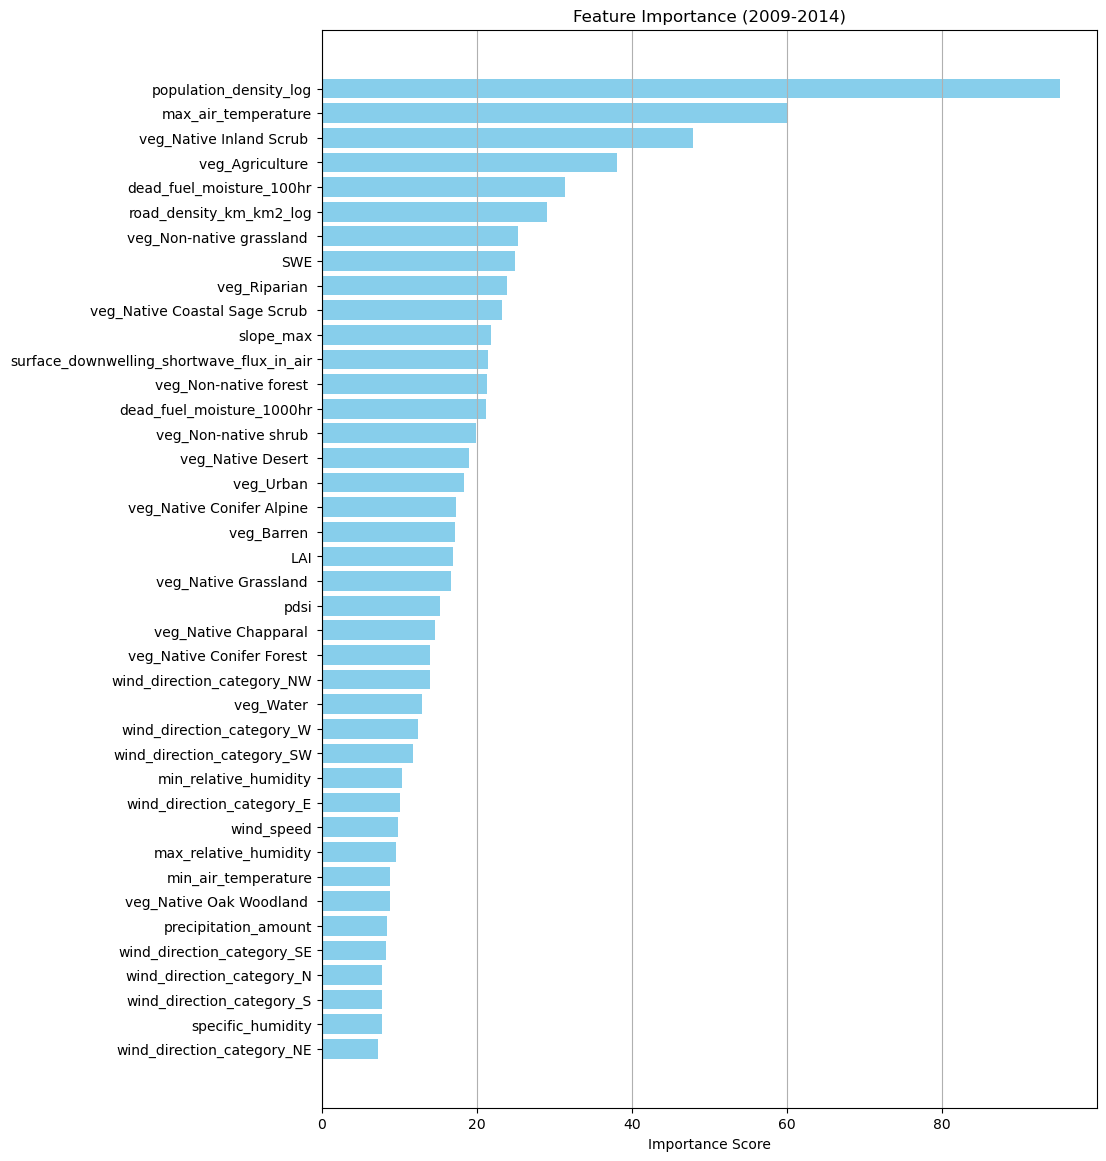 Feature Importance (2009-2014)
population_density_log
max_air_temperature
veg_Native Inland Scrub
veg_Agriculture
dead_fuel_moisture_100hr
road_density_km_km2_log
veg_Non-native grassland
SWE
veg_Riparian
veg_Native Coastal Sage Scrub
slope_max
surface_downwelling_shortwave_flux_in_air
veg_Non-native forest
dead_fuel_moisture_1000hr
veg_Non-native shrub
veg_Native Desert
veg_Urban
veg_Native Conifer Alpine
veg_Barren
LAI
veg_Native Grassland
pdsi
veg_Native Chapparal
veg_Native Conifer Forest
wind_direction_category_NW
veg_Water
wind_direction_category_W
wind_direction_category_SW
min_relative_humidity
wind_direction_category_E
wind_speed
max_relative_humidity
min_air_temperature
veg_Native Oak Woodland
precipitation_amount
wind_direction_category_SE
wind_direction_category_N
wind_direction_category_S
specific_humidity
wind_direction_category_NE
0 20 40 60 80
Importance Score